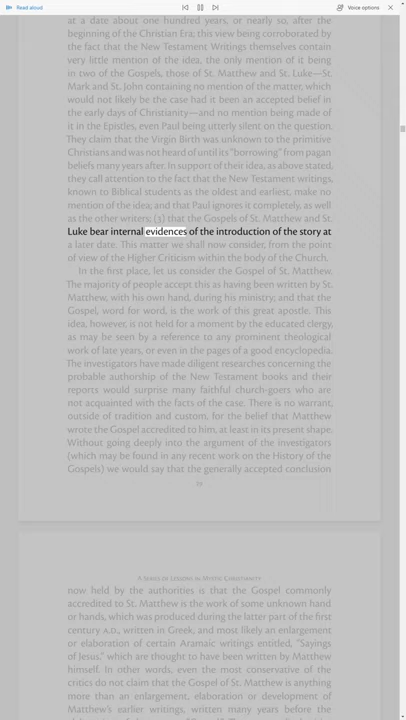 Read aloud
Voice options
at a date about one hundred years, or nearly so, after the
beginning of the Christian Era; this view being corroborated by
the fact that the New Testament Writings themselves contain
very little mention of the idea, the only mention of it being
in two of the Gospels, those of St. Matthew and St. Luke—St.
Mark and St. John containing no mention of the matter, which
would not likely be the case had it been an accepted belief in
the early days of Christianity—and no mention being made of
it in the Epistles, even Paul being utterly silent on the question.
They claim that the Virgin Birth was unknown to the primitive
Christians and was not heard of until its "borrowing" from pagan
beliefs many years after. In support of their idea, as above stated,
they call attention to the fact that the New Testament writings,
known to Biblical students as the oldest and earliest, make no
mention of the idea; and that Paul ignores it completely, as well
as the other writers; (3) that the Gospels of St. Matthew and St.
Luke bear internal evidences of the introduction of the story at
a later date. This matter we shall now consider, from the point
of view of the Higher Criticism within the body of the Church.
In the first place, let us consider the Gospel of St. Matthew.
The majority of people accept this as having been written by St.
Matthew, with his own hand, during his ministry; and that the
Gospel, word for word, is the work of this great apostle. This
idea, however, is not held for a moment by the educated clergy,
as may be seen by a reference to any prominent theological
work of late years, or even in the pages of a good encyclopedia.
The investigators have made diligent researches concerning the
probable authorship of the New Testament books and their
reports would surprise many faithful church-goers who are
not acquainted with the facts of the case. There is no warrant,
outside of tradition and custom, for the belief that Matthew
wrote the Gospel accredited to him, at least in its present shape.
Without going deeply into the argument of the investigators
(which may be found in any recent work on the History of the
Gospels) we would say that the generally accepted conclusion
A Series of Lessons in Mystic Christianity
now held by the authorities is that the Gospel commonly
accredited to St. Matthew is the work of some unknown hand
or hands, which was produced during the latter part of the first
century A.D., written in Greek, and most likely an enlargement
or elaboration of certain Aramaic writings entitled, "Sayings
of Jesus," which are thought to have been written by Matthew
himself. In other words, even the most conservative of the
critics do not claim that the Gospel of St. Matthew is anything
more than an enlargement, elaboration or development of
Matthew's earlier writings, written many years before the